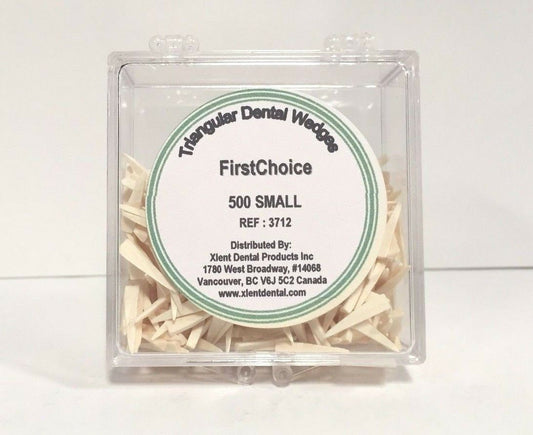 Triangular Dental Wedges
FirstChoice
500 SMALL
REF : 3712
Distributed By:
Xlent Dental Products Inc
1780 West Broadway, #14068
Vancouver, BC V6J 5C2 Canada
www.xlentdental.com